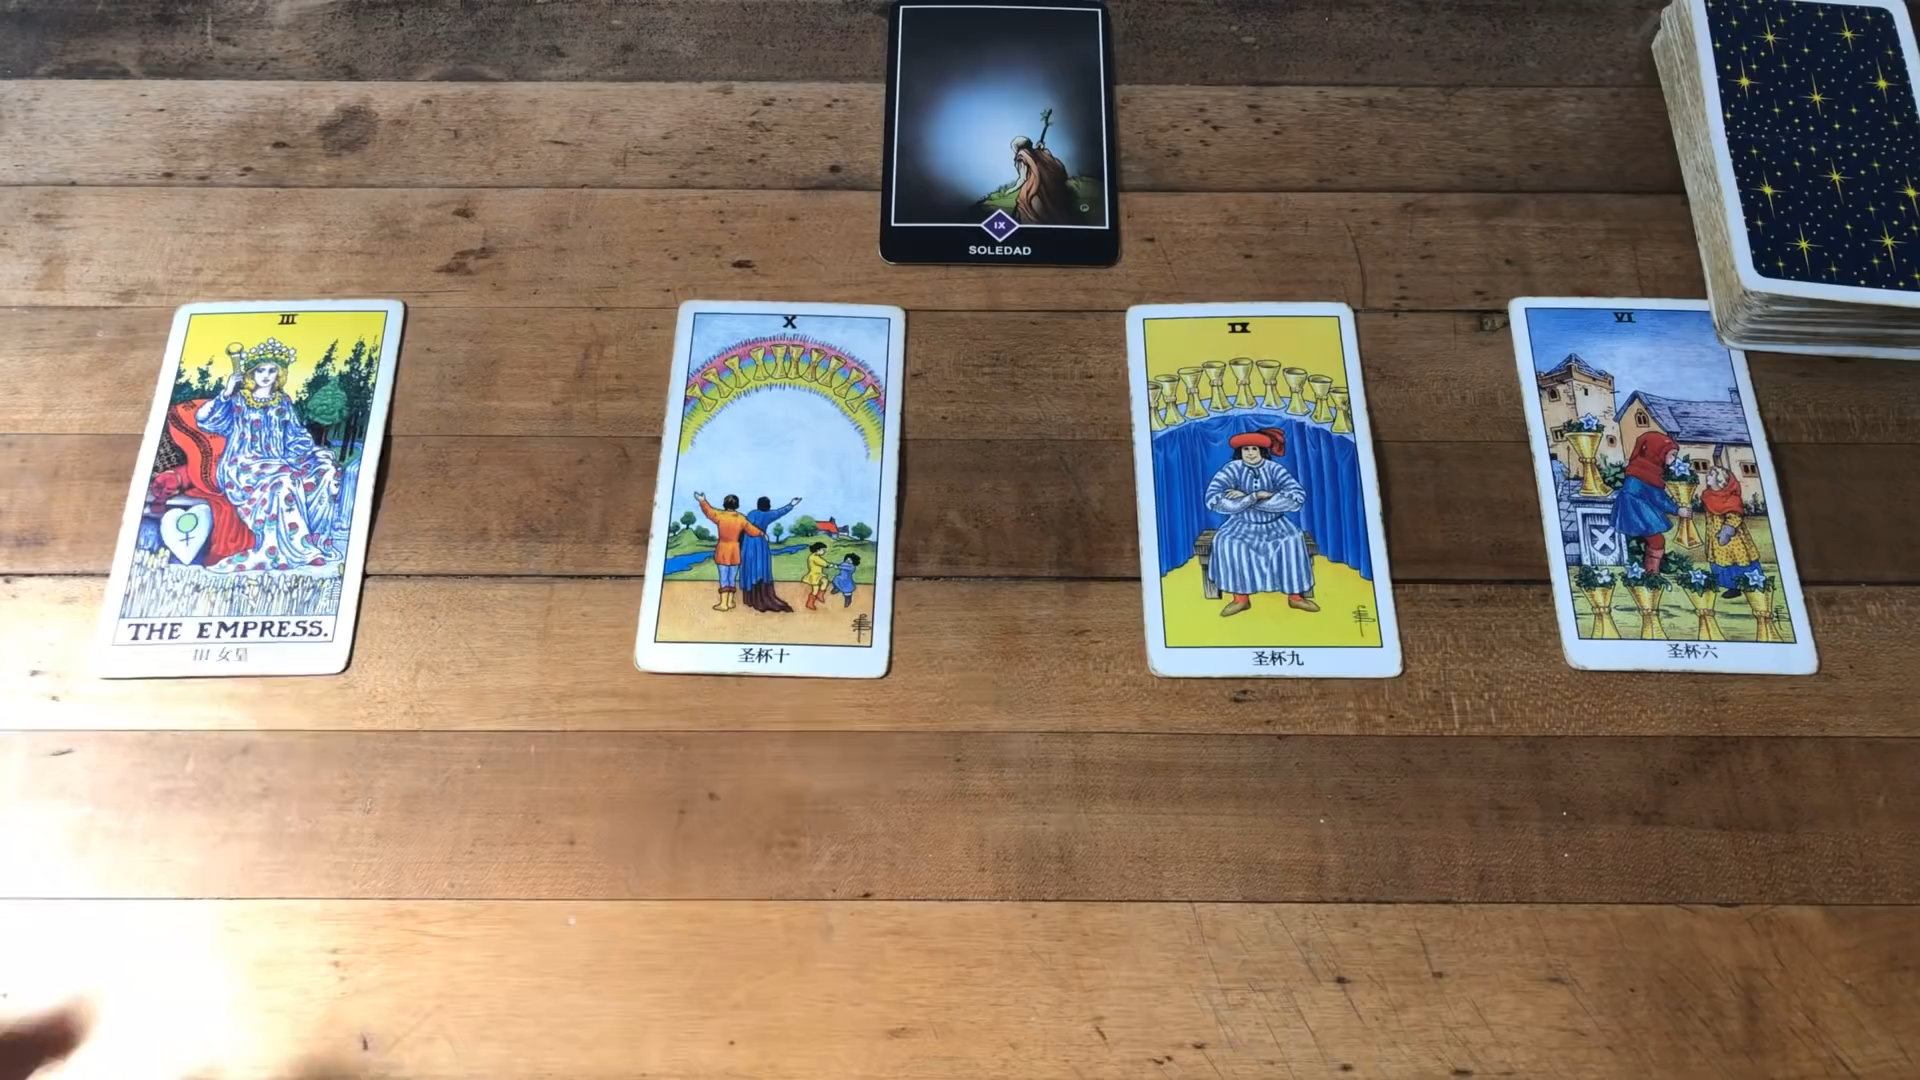 IX
SOLEDAD
III
THE EMPRESS.
III 女皇
X
圣杯十
IX
圣杯九
VI
圣杯六